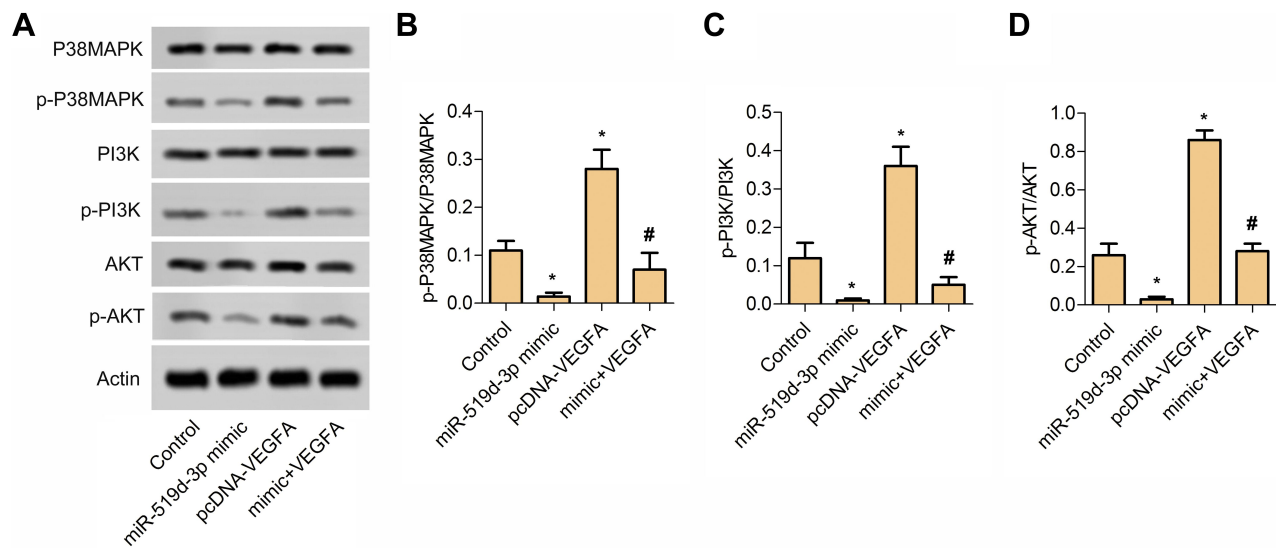 A
P38MAPK
p-P38MAPK
PI3K
p-PI3K
AKT
p-AKT
Actin
Control
miR-519d-3p mimic
pcDNA-VEGFA
mimic+VEGFA
B
p-P38MAPK/P38MAPK
0.4
0.3
0.2
0.1
0.0
*
*
#
Control
miR-519d-3p mimic
pcDNA-VEGFA
mimic+VEGFA
C
p-PI3K/PI3K
0.5
0.4
0.3
0.2
0.1
0.0
*
*
#
Control
miR-519d-3p mimic
pcDNA-VEGFA
mimic+VEGFA
D
p-AKT/AKT
1.0
0.8
0.6
0.4
0.2
0.0
*
*
#
Control
miR-519d-3p mimic
pcDNA-VEGFA
mimic+VEGFA